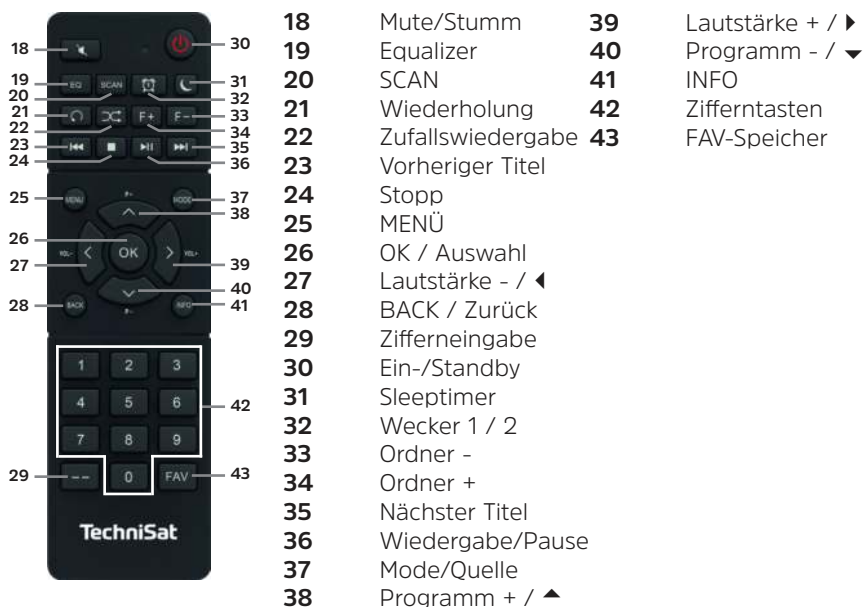 18 30
19 EQ SCAN 31
20 32
21 F+ F- 33
22 34
23 35
24 36
25 MENU P+ MODE 37
38
26
VOL- OK VOL+
27 39
40
28 BACK INFO 41
P-
1 2 3
4 5 6 42
7 8 9
29 -- 0 FAV 43
TechniSat
18 Mute/Stumm
19 Equalizer
20 SCAN
21 Wiederholung
22 Zufallswiedergabe
23 Vorheriger Titel
24 Stopp
25 MENÜ
26 OK / Auswahl
27 Lautstärke - / ◀
28 BACK / Zurück
29 Zifferneingabe
30 Ein-/Standby
31 Sleeptimer
32 Wecker 1 / 2
33 Ordner -
34 Ordner +
35 Nächster Titel
36 Wiedergabe/Pause
37 Mode/Quelle
38 Programm + / ▲
39 Lautstärke + / ▶
40 Programm - / ▼
41 INFO
42 Zifferntasten
43 FAV-Speicher